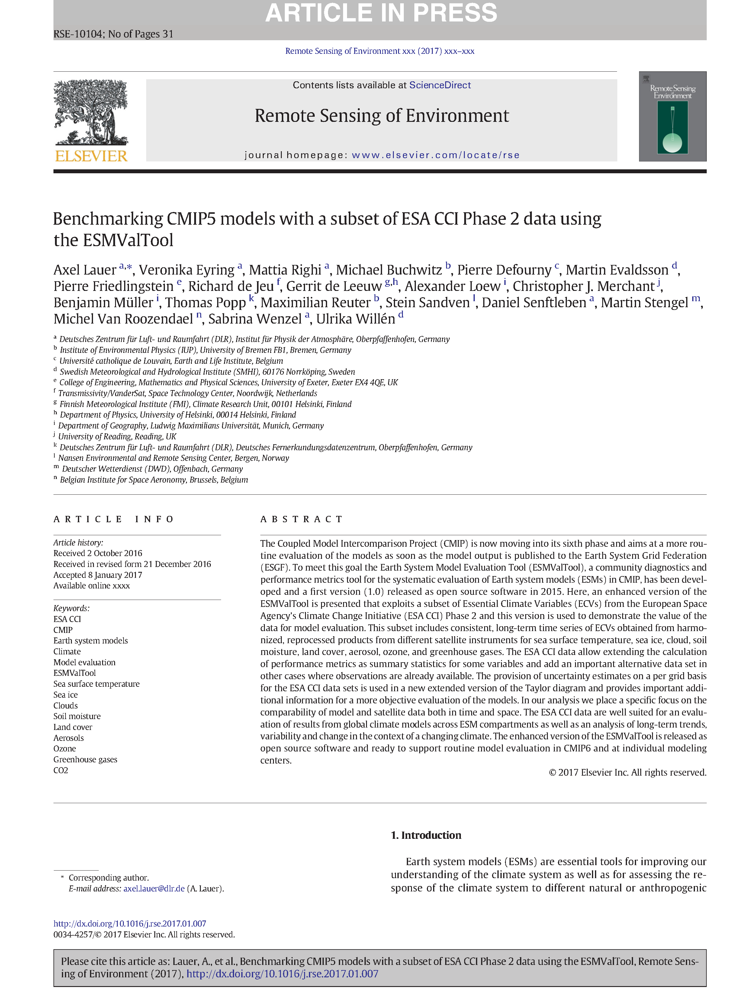 ARTICLE IN PRESS
RSE-10104; No of Pages 31
Remote Sensing of Environment xxx (2017) xxx–xxx
Contents lists available at ScienceDirect
Remote Sensing of Environment
journal homepage: www.elsevier.com/locate/rse
ELSEVIER
Remote Sensing
of
Environment
Benchmarking CMIP5 models with a subset of ESA CCI Phase 2 data using
the ESMValTool
Axel Lauer a,*, Veronika Eyring a, Mattia Righi a, Michael Buchwitz b, Pierre Defourny c, Martin Evaldsson d,
Pierre Friedlingstein e, Richard de Jeu f, Gerrit de Leeuw g,h, Alexander Loew i, Christopher J. Merchant j,
Benjamin Müller i, Thomas Popp k, Maximilian Reuter b, Stein Sandven l, Daniel Senftleben a, Martin Stengel m,
Michel Van Roozendael n, Sabrina Wenzel a, Ulrika Willén d
a Deutsches Zentrum für Luft- und Raumfahrt (DLR), Institut für Physik der Atmosphäre, Oberpfaffenhofen, Germany
b Institute of Environmental Physics (IUP), University of Bremen FB1, Bremen, Germany
c Université catholique de Louvain, Earth and Life Institute, Belgium
d Swedish Meteorological and Hydrological Institute (SMHI), 60176 Norrköping, Sweden
e College of Engineering, Mathematics and Physical Sciences, University of Exeter, Exeter EX4 4QE, UK
f Transmissivity/VanderSat, Space Technology Center, Noordwijk, Netherlands
g Finnish Meteorological Institute (FMI), Climate Research Unit, 00101 Helsinki, Finland
h Department of Physics, University of Helsinki, 00014 Helsinki, Finland
i Department of Geography, Ludwig Maximilians Universität, Munich, Germany
j University of Reading, Reading, UK
k Deutsches Zentrum für Luft- und Raumfahrt (DLR), Deutsches Fernerkundungsdatenzentrum, Oberpfaffenhofen, Germany
l Nansen Environmental and Remote Sensing Center, Bergen, Norway
m Deutscher Wetterdienst (DWD), Offenbach, Germany
n Belgian Institute for Space Aeronomy, Brussels, Belgium
ARTICLE INFO
Article history:
Received 2 October 2016
Received in revised form 21 December 2016
Accepted 8 January 2017
Available online xxxx
Keywords:
ESA CCI
CMIP
Earth system models
Climate
Model evaluation
ESMValTool
Sea surface temperature
Sea ice
Clouds
Soil moisture
Land cover
Aerosols
Ozone
Greenhouse gases
CO2
ABSTRACT
The Coupled Model Intercomparison Project (CMIP) is now moving into its sixth phase and aims at a more rou-
tine evaluation of the models as soon as the model output is published to the Earth System Grid Federation
(ESGF). To meet this goal the Earth System Model Evaluation Tool (ESMValTool), a community diagnostics and
performance metrics tool for the systematic evaluation of Earth system models (ESMs) in CMIP, has been devel-
oped and a first version (1.0) released as open source software in 2015. Here, an enhanced version of the
ESMValTool is presented that exploits a subset of Essential Climate Variables (ECVs) from the European Space
Agency's Climate Change Initiative (ESA CCI) Phase 2 and this version is used to demonstrate the value of the
data for model evaluation. This subset includes consistent, long-term time series of ECVs obtained from harmo-
nized, reprocessed products from different satellite instruments for sea surface temperature, sea ice, cloud, soil
moisture, land cover, aerosol, ozone, and greenhouse gases. The ESA CCI data allow extending the calculation
of performance metrics as summary statistics for some variables and add an important alternative data set in
other cases where observations are already available. The provision of uncertainty estimates on a per grid basis
for the ESA CCI data sets is used in a new extended version of the Taylor diagram and provides important addi-
tional information for a more objective evaluation of the models. In our analysis we place a specific focus on the
comparability of model and satellite data both in time and space. The ESA CCI data are well suited for an evalu-
ation of results from global climate models across ESM compartments as well as an analysis of long-term trends,
variability and change in the context of a changing climate. The enhanced version of the ESMValTool is released as
open source software and ready to support routine model evaluation in CMIP6 and at individual modeling
centers.
© 2017 Elsevier Inc. All rights reserved.
1. Introduction
Earth system models (ESMs) are essential tools for improving our
understanding of the climate system as well as for assessing the re-
sponse of the climate system to different natural or anthropogenic
* Corresponding author.
E-mail address: axel.lauer@dlr.de (A. Lauer).
http://dx.doi.org/10.1016/j.rse.2017.01.007
0034-4257/© 2017 Elsevier Inc. All rights reserved.
Please cite this article as: Lauer, A., et al., Benchmarking CMIP5 models with a subset of ESA CCI Phase 2 data using the ESMValTool, Remote Sens-
ing of Environment (2017), http://dx.doi.org/10.1016/j.rse.2017.01.007